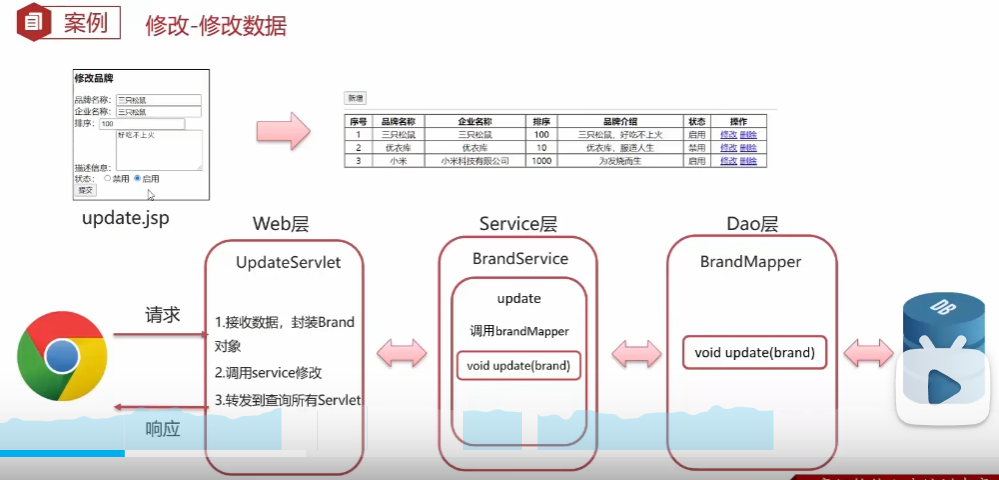 案例
修改-修改数据
修改品牌
品牌名称: 三只松鼠
企业名称: 三只松鼠
排序: 100
好吃不上火
描述信息:
状态: 禁用 启用
提交
update.jsp
新增
序号 品牌名称 企业名称 排序 品牌介绍 状态 操作
1 三只松鼠 三只松鼠 100 三只松鼠，好吃不上火 启用 修改 删除
2 优衣库 优衣库 10 优衣库，服适人生 禁用 修改 删除
3 小米 小米科技有限公司 1000 为发烧而生 启用 修改 删除
Web层
UpdateServlet
请求
1.接收数据，封装Brand
对象
2.调用service修改
3.转发到查询所有Servlet
响应
Service层
BrandService
update
调用brandMapper
void update(brand)
Dao层
BrandMapper
void update(brand)
DB